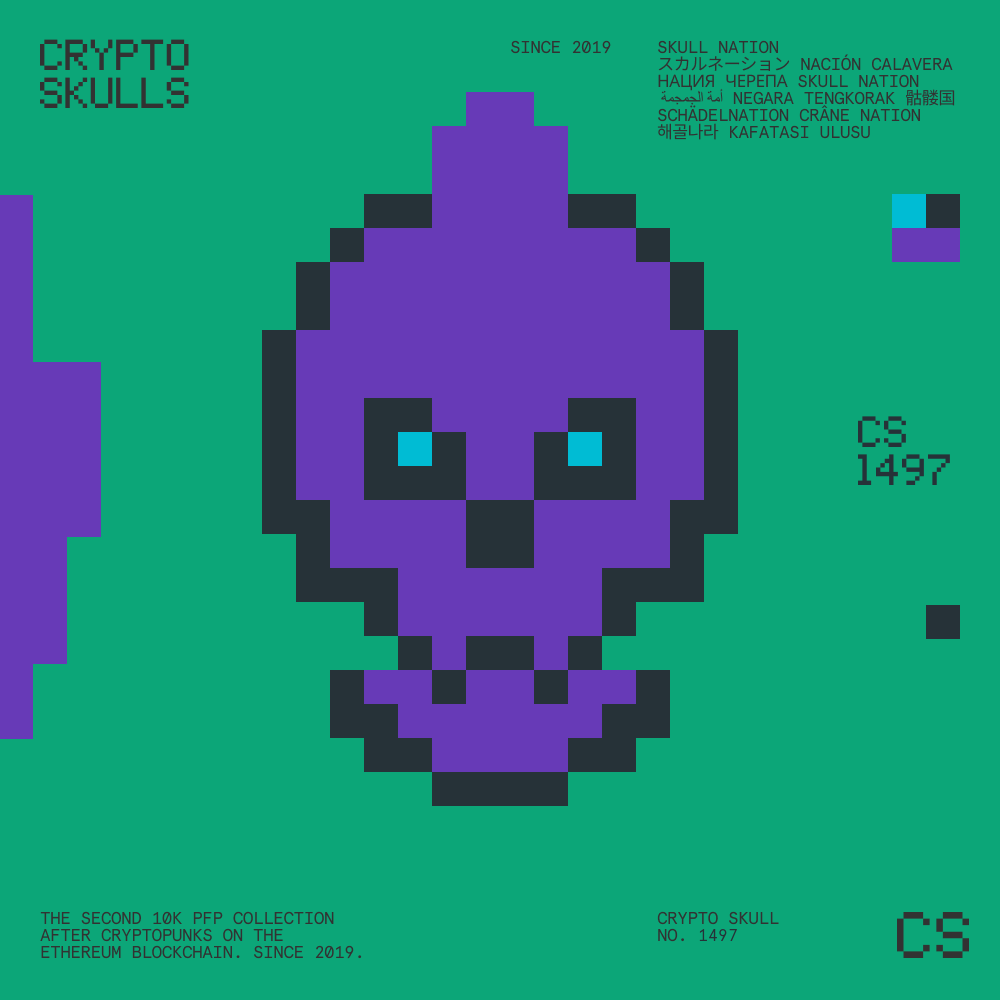 CRYPTO
SKULLS
SINCE 2019
SKULL NATION
スカルネーション NACIÓN CALAVERA
НАЦИЯ ЧЕРЕПА SKULL NATION
أمة الجمجمة NEGARA TENGKORAK 骷髅国
SCHÄDELNATION CRÂNE NATION
해골나라 KAFATASI ULUSU
CS
1497
THE SECOND 10K PFP COLLECTION
AFTER CRYPTOPUNKS ON THE
ETHEREUM BLOCKCHAIN. SINCE 2019.
CRYPTO SKULL
NO. 1497
CS